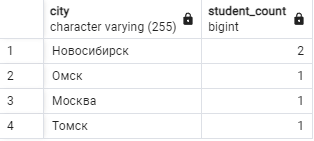 city
character varying (255)
student_count
bigint
1 Новосибирск 2
2 Омск 1
3 Москва 1
4 Томск 1